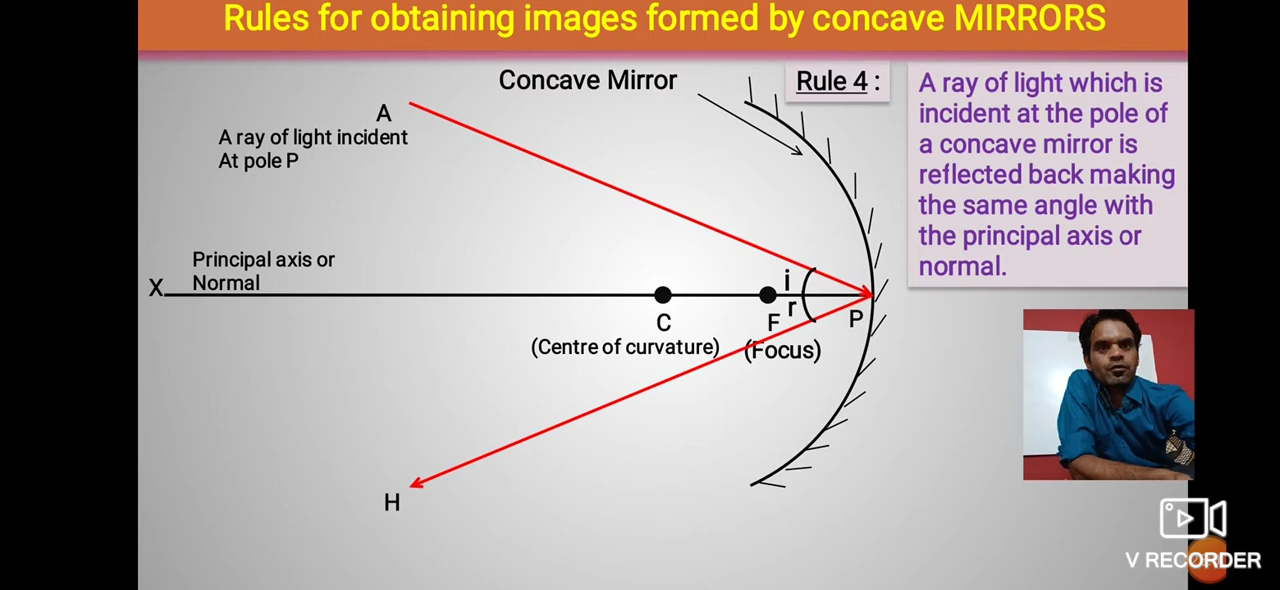 Rules for obtaining images formed by concave MIRRORS
Concave Mirror
Rule 4 :
A ray of light which is
incident at the pole of
a concave mirror is
reflected back making
the same angle with
the principal axis or
normal.
A
A ray of light incident
At pole P
Principal axis or
Normal
X
i
r
C
F
P
(Centre of curvature)
(Focus)
H
V RECORDER